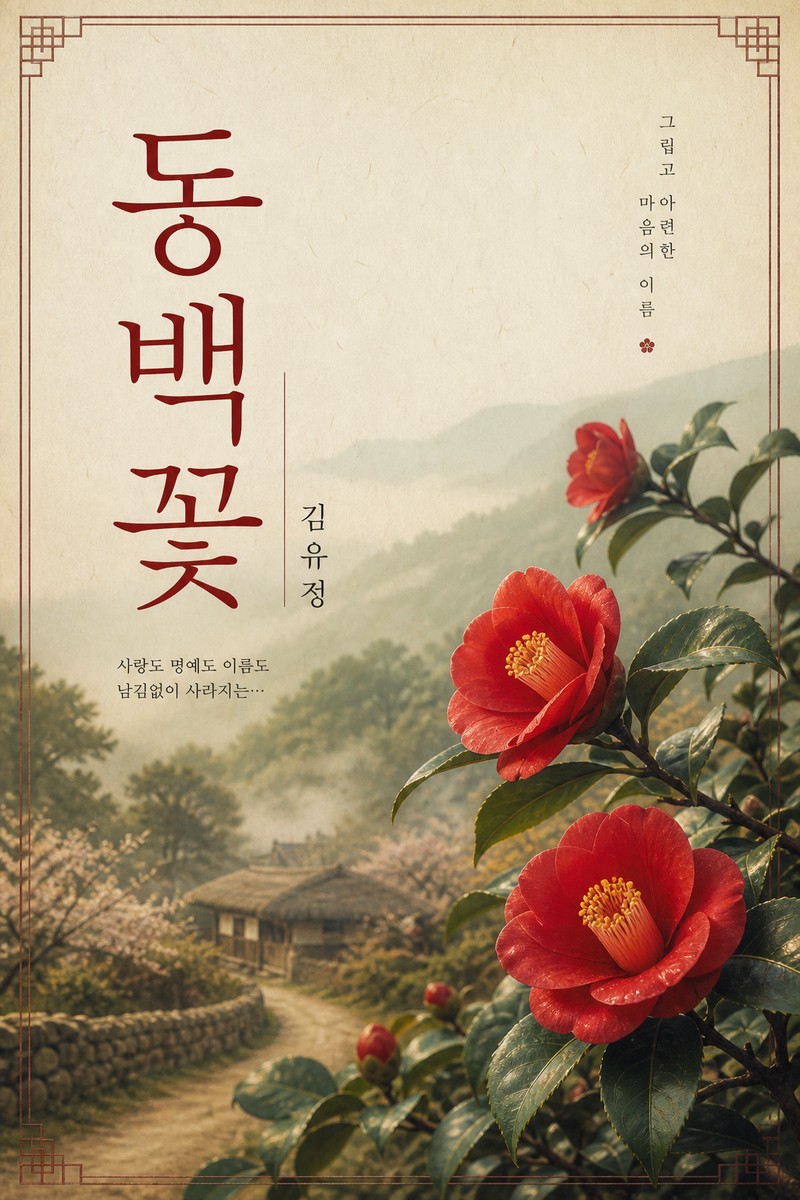 동백꽃
김유정
사랑도 명예도 이름도
남김없이 사라지는…
그립고 아련한
마음의 이름